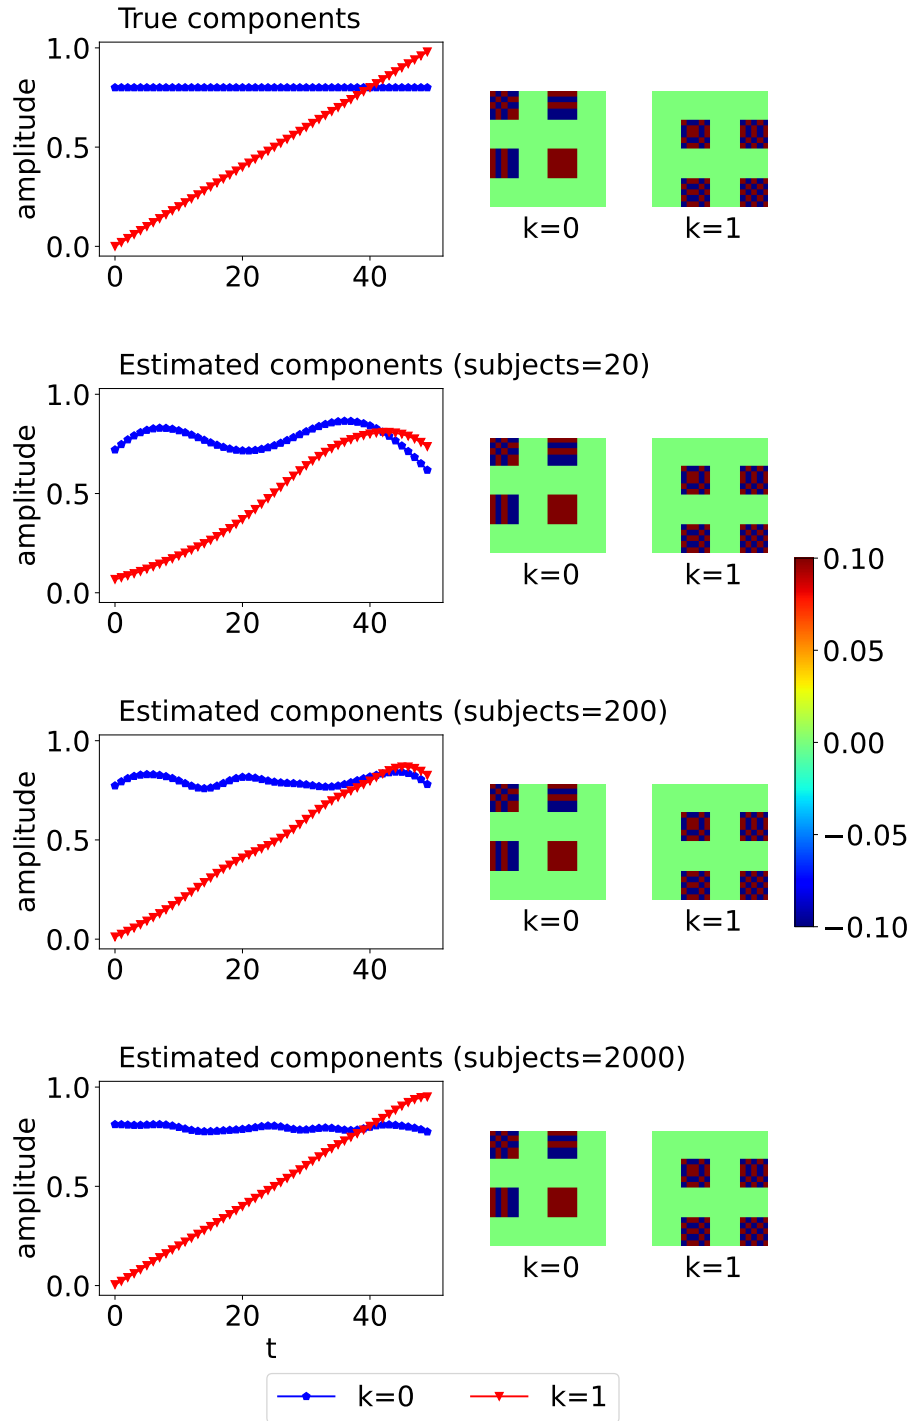 True components
1.0
0.5
0.0
amplitude
0 20 40
k=0 k=1
Estimated components (subjects=20)
1.0
0.5
0.0
amplitude
0 20 40
k=0 k=1
0.10
0.05
0.00
−0.05
−0.10
Estimated components (subjects=200)
1.0
0.5
0.0
amplitude
0 20 40
k=0 k=1
Estimated components (subjects=2000)
1.0
0.5
0.0
amplitude
0 20 40
t
k=0 k=1
k=0 k=1